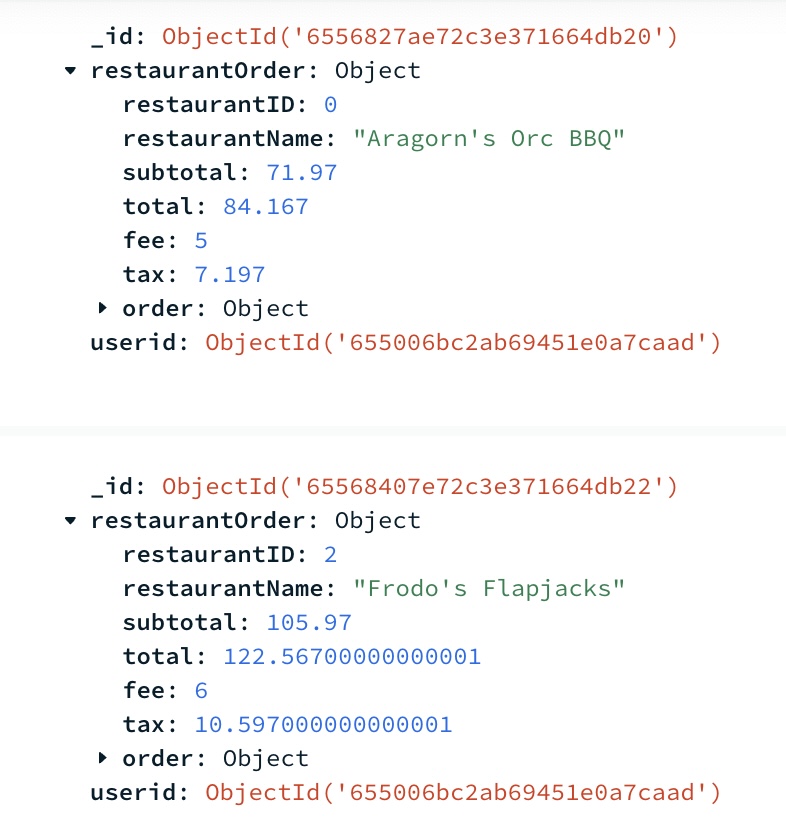 _id: ObjectId('6556827ae72c3e371664db20')
restaurantOrder: Object
restaurantID: 0
restaurantName: "Aragorn's Orc BBQ"
subtotal: 71.97
total: 84.167
fee: 5
tax: 7.197
order: Object
userid: ObjectId('655006bc2ab69451e0a7caad')
_id: ObjectId('65568407e72c3e371664db22')
restaurantOrder: Object
restaurantID: 2
restaurantName: "Frodo's Flapjacks"
subtotal: 105.97
total: 122.56700000000001
fee: 6
tax: 10.597000000000001
order: Object
userid: ObjectId('655006bc2ab69451e0a7caad')